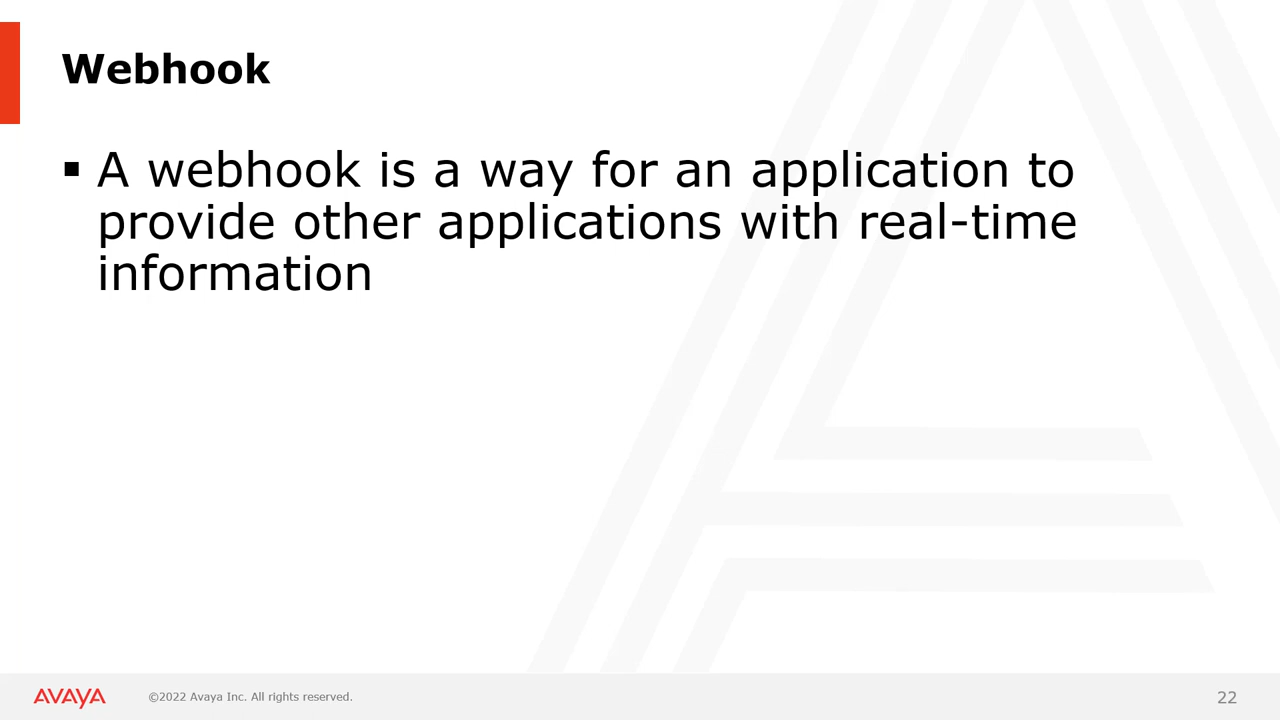 Webhook
▪ A webhook is a way for an application to
provide other applications with real-time
information
AVAYA ©2022 Avaya Inc. All rights reserved. 22